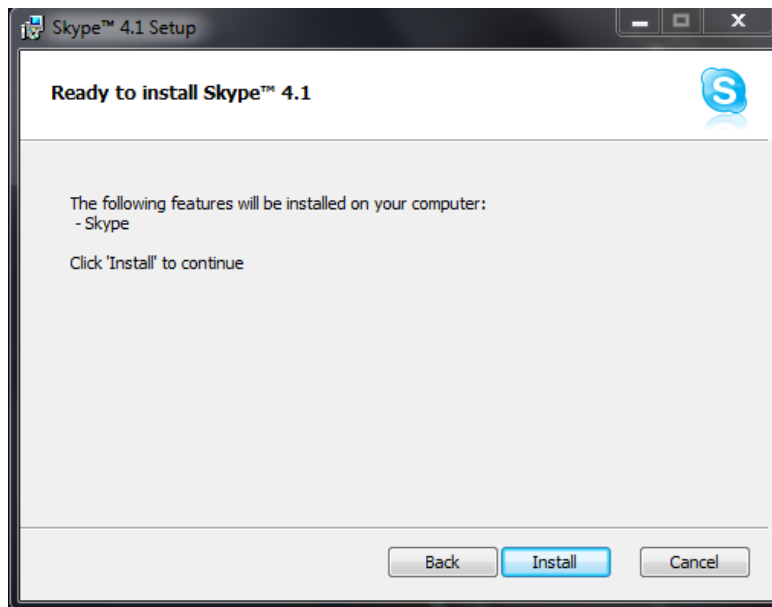 Skype™ 4.1 Setup
Ready to install Skype™ 4.1
S
The following features will be installed on your computer:
- Skype
Click 'Install' to continue
Back Install Cancel